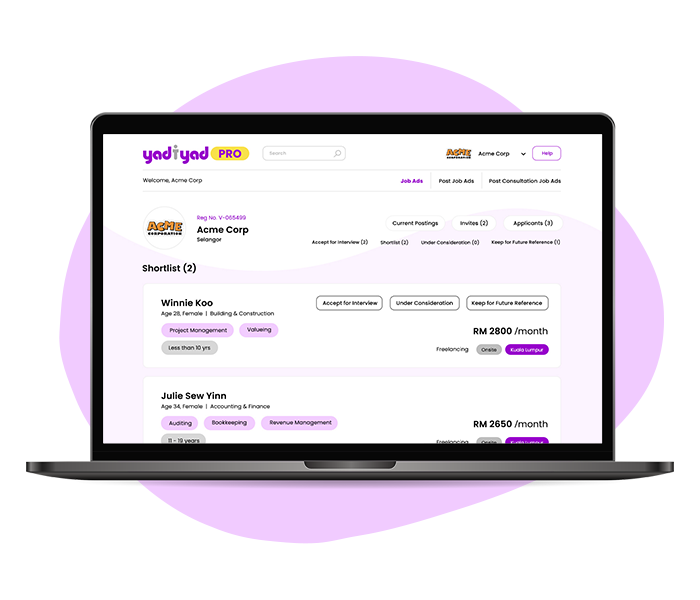 yadiyad PRO
Search
ACME CORPORATION
Acme Corp
Help
Welcome, Acme Corp
Job Ads
Post Job Ads
Post Consultation Job Ads
ACME
CORPORATION
Reg No. V-065499
Acme Corp
Selangor
Current Postings
Invites (2)
Applicants (3)
Accept for Interview (2)
Shortlist (2)
Under Consideration (0)
Keep for Future Reference (1)
Shortlist (2)
Winnie Koo
Age 28, Female | Building & Construction
Project Management
Valueing
Less than 10 yrs
Accept for Interview
Under Consideration
Keep for Future Reference
RM 2800 /month
Freelancing
Onsite
Kuala Lumpur
Julie Sew Yinn
Age 34, Female | Accounting & Finance
Auditing
Bookkeeping
Revenue Management
11 - 19 years
RM 2650 /month
Freelancing
Onsite
Kuala Lumpur